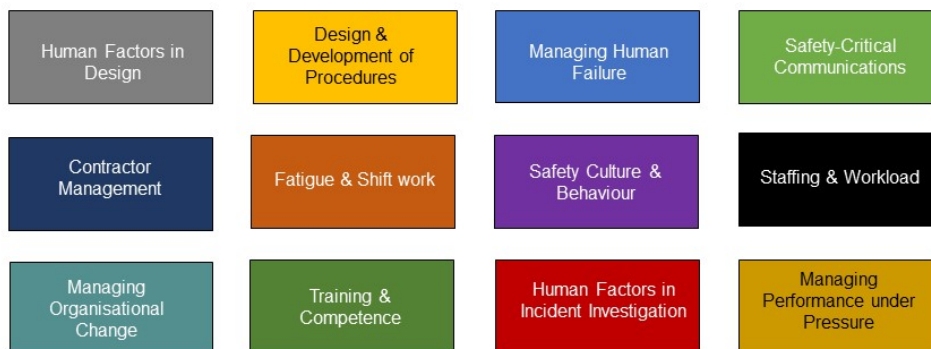 Human Factors in
Design
Design &
Development of
Procedures
Managing Human
Failure
Safety-Critical
Communications
Contractor
Management
Fatigue & Shift work
Safety Culture &
Behaviour
Staffing & Workload
Managing
Organisational
Change
Training &
Competence
Human Factors in
Incident Investigation
Managing
Performance under
Pressure